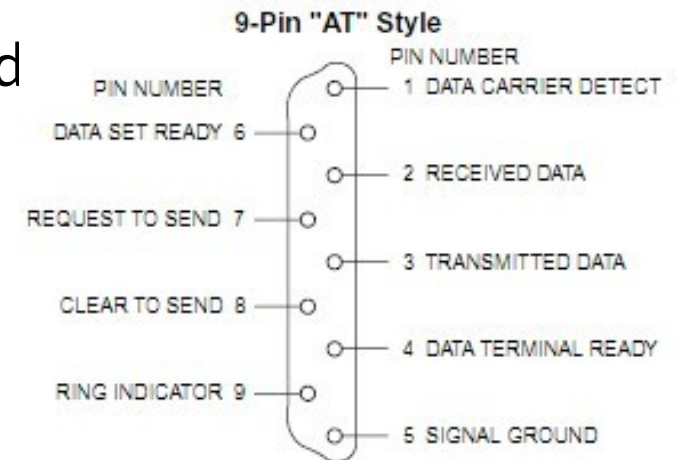 9-Pin "AT" Style
d
PIN NUMBER
1 DATA CARRIER DETECT
PIN NUMBER
DATA SET READY 6
2 RECEIVED DATA
REQUEST TO SEND 7
3 TRANSMITTED DATA
CLEAR TO SEND 8
4 DATA TERMINAL READY
RING INDICATOR 9
5 SIGNAL GROUND